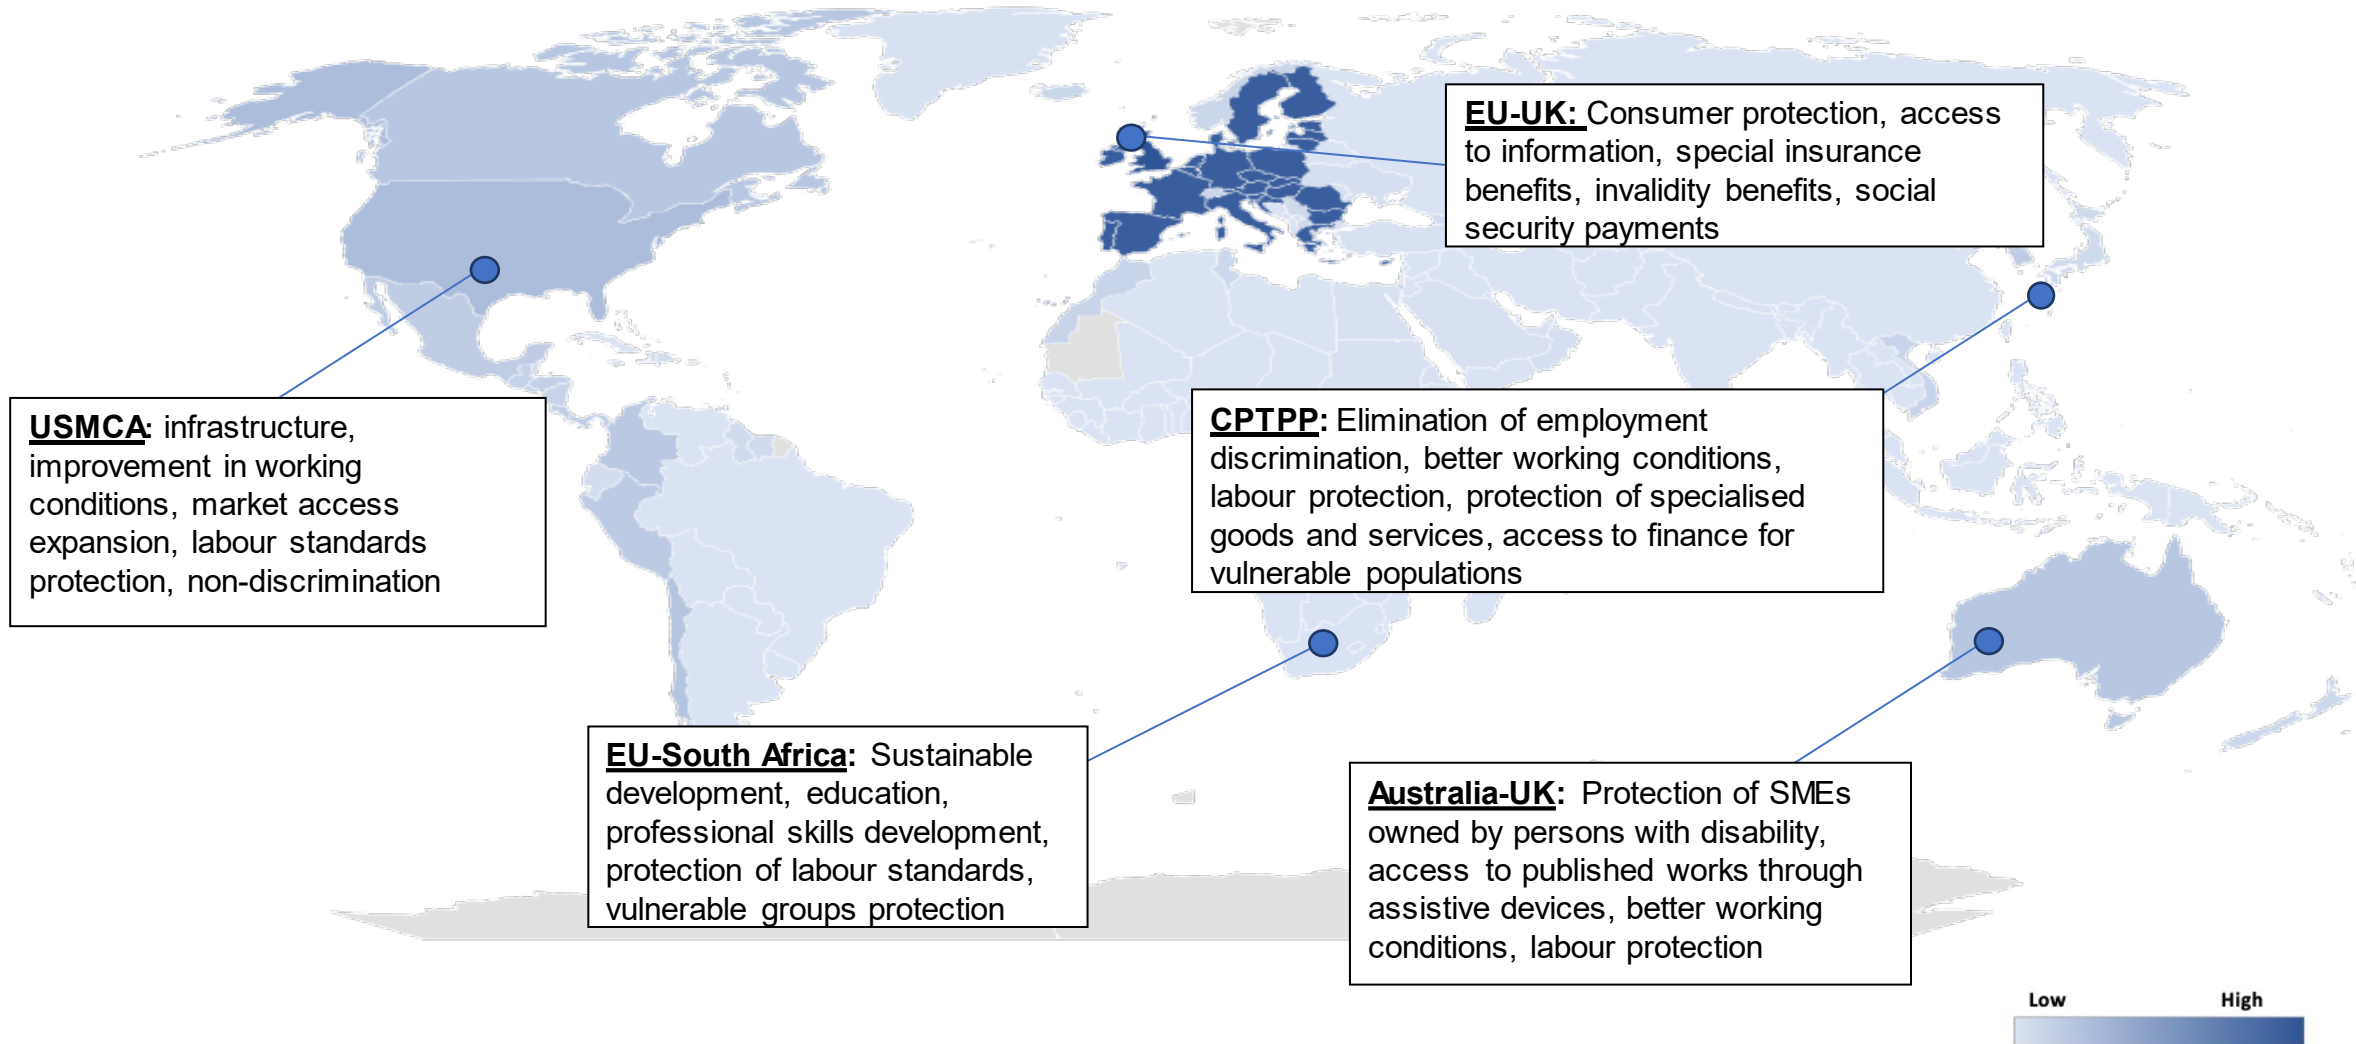 EU-UK: Consumer protection, access
to information, special insurance
benefits, invalidity benefits, social
security payments
USMCA: infrastructure,
improvement in working
conditions, market access
expansion, labour standards
protection, non-discrimination
CPTPP: Elimination of employment
discrimination, better working conditions,
labour protection, protection of specialised
goods and services, access to finance for
vulnerable populations
EU-South Africa: Sustainable
development, education,
professional skills development,
protection of labour standards,
vulnerable groups protection
Australia-UK: Protection of SMEs
owned by persons with disability,
access to published works through
assistive devices, better working
conditions, labour protection
Low High